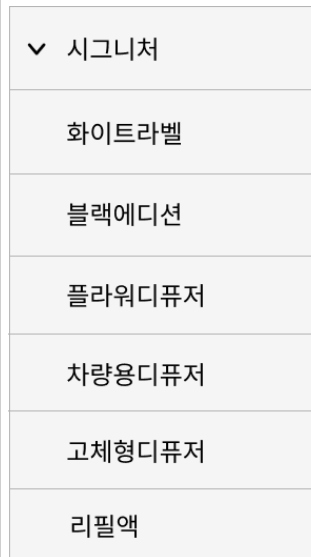 시그니처
화이트라벨
블랙에디션
플라워디퓨저
차량용디퓨저
고체형디퓨저
리필액